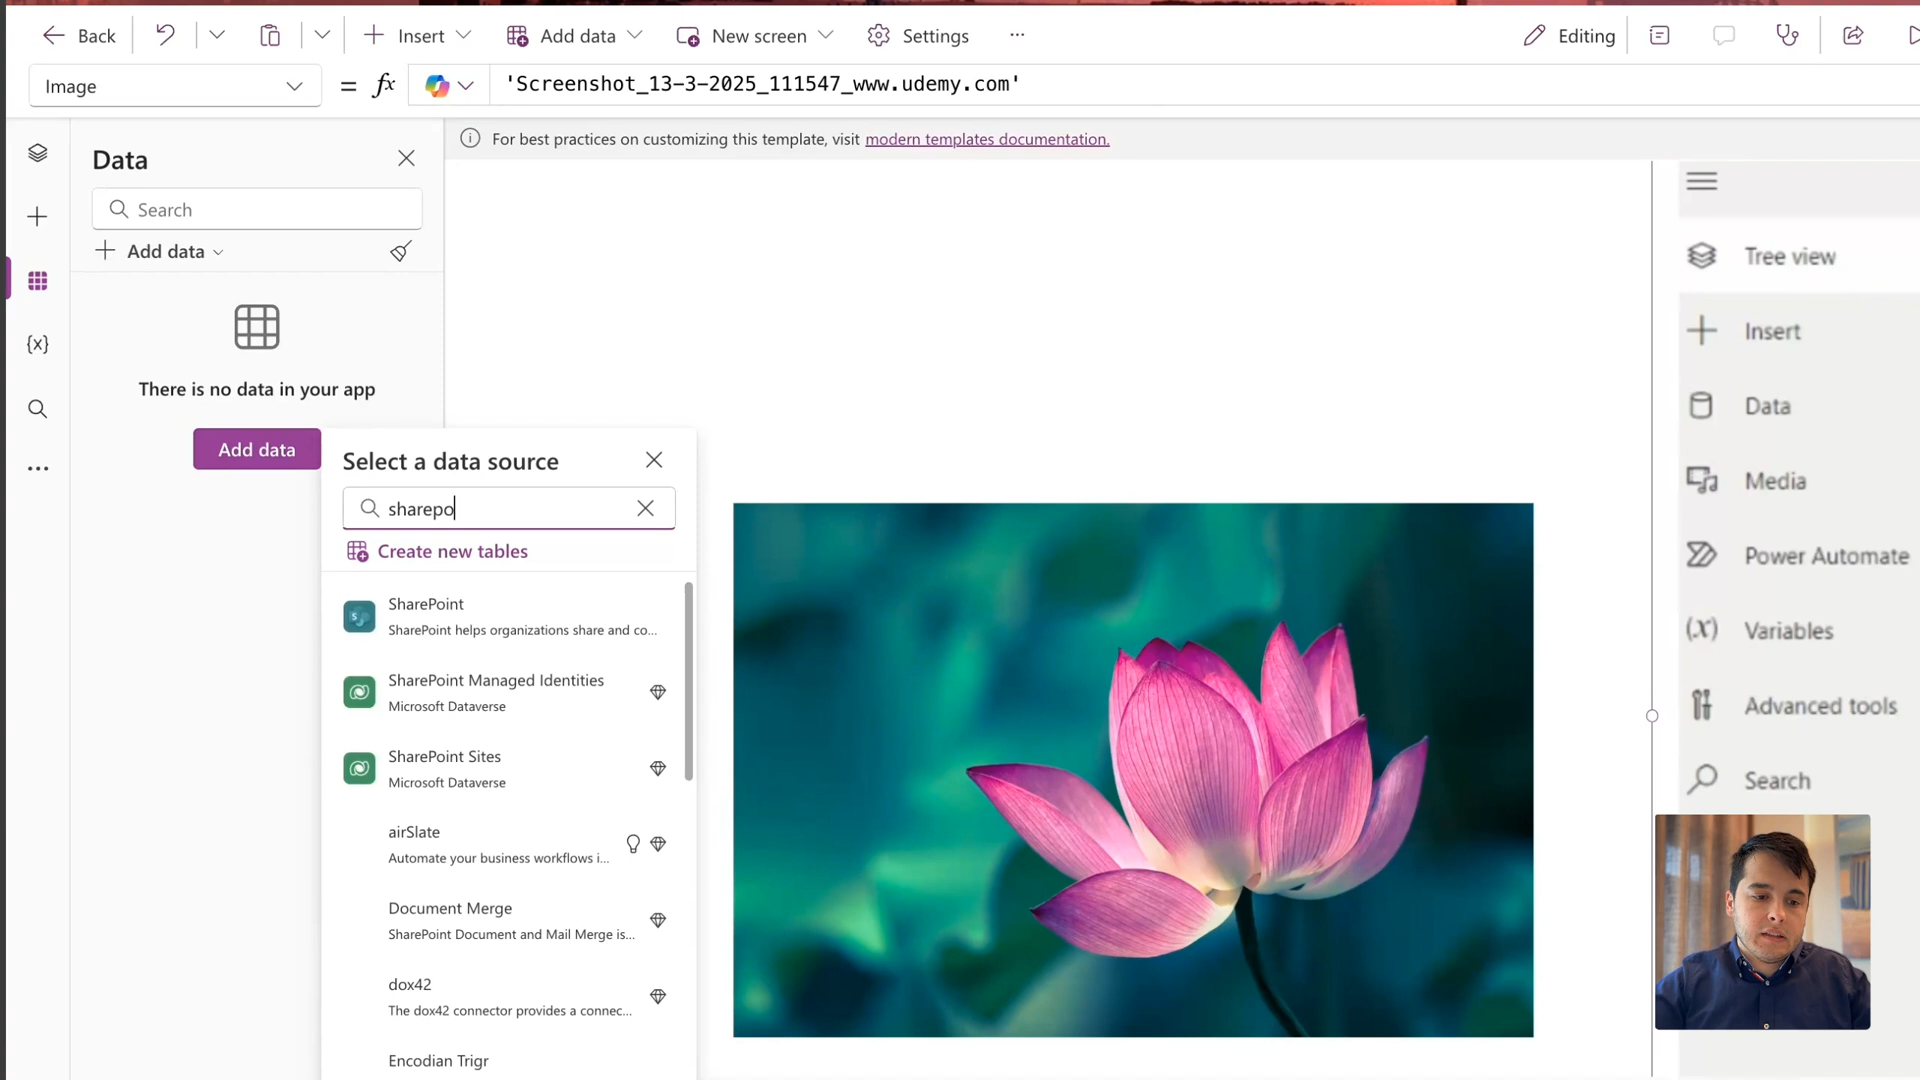 Back
Insert
Add data
New screen
Settings
Editing
Image
= fx
'Screenshot_13-3-2025_111547_www.udemy.com'
Data
Search
Add data
There is no data in your app
Add data
For best practices on customizing this template, visit modern templates documentation.
Select a data source
sharepo
Create new tables
SharePoint
SharePoint helps organizations share and co...
SharePoint Managed Identities
Microsoft Dataverse
SharePoint Sites
Microsoft Dataverse
airSlate
Automate your business workflows i...
Document Merge
SharePoint Document and Mail Merge is...
dox42
The dox42 connector provides a connec...
Encodian Trigr
Tree view
Insert
Data
Media
Power Automate
(x) Variables
Advanced tools
Search